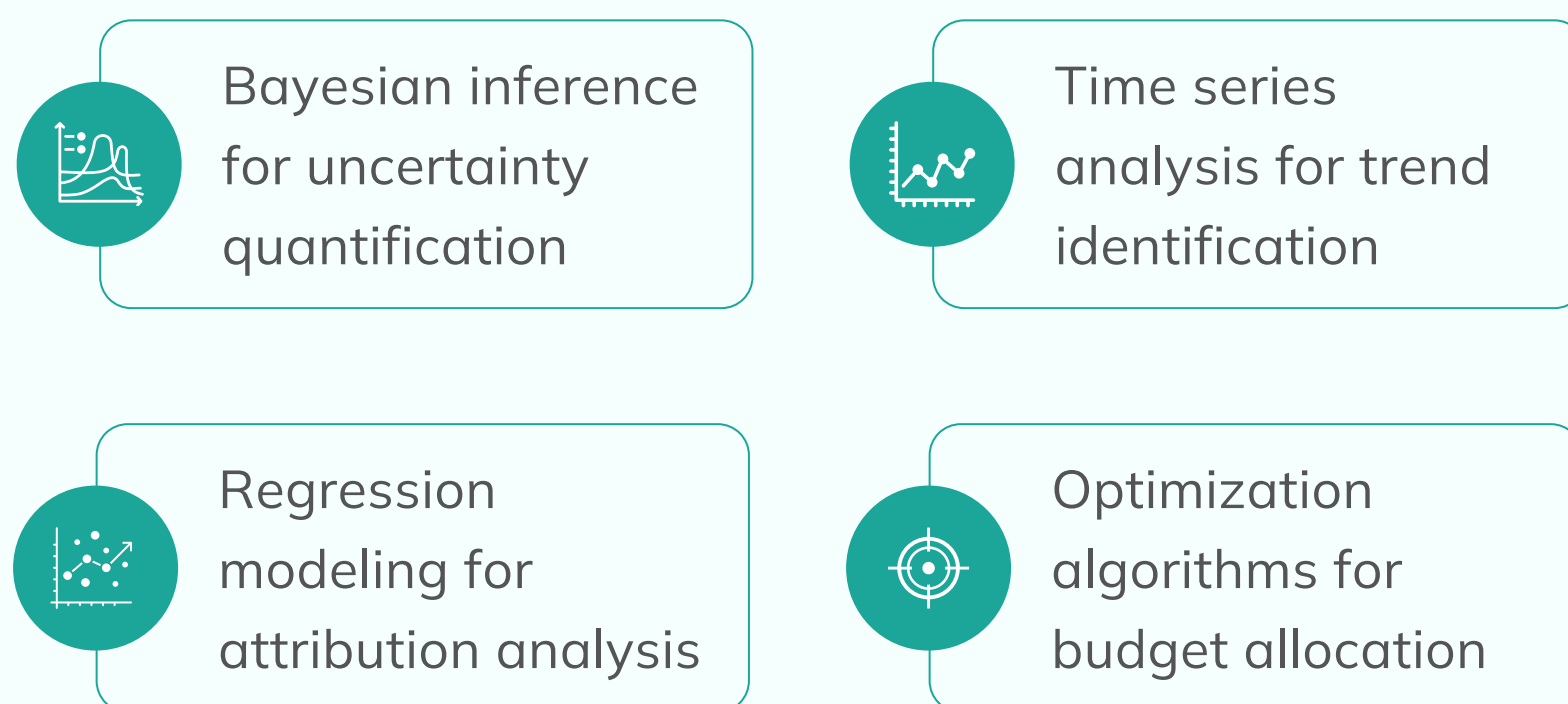 Bayesian inference
for uncertainty
quantification
Time series
analysis for trend
identification
Regression
modeling for
attribution analysis
Optimization
algorithms for
budget allocation